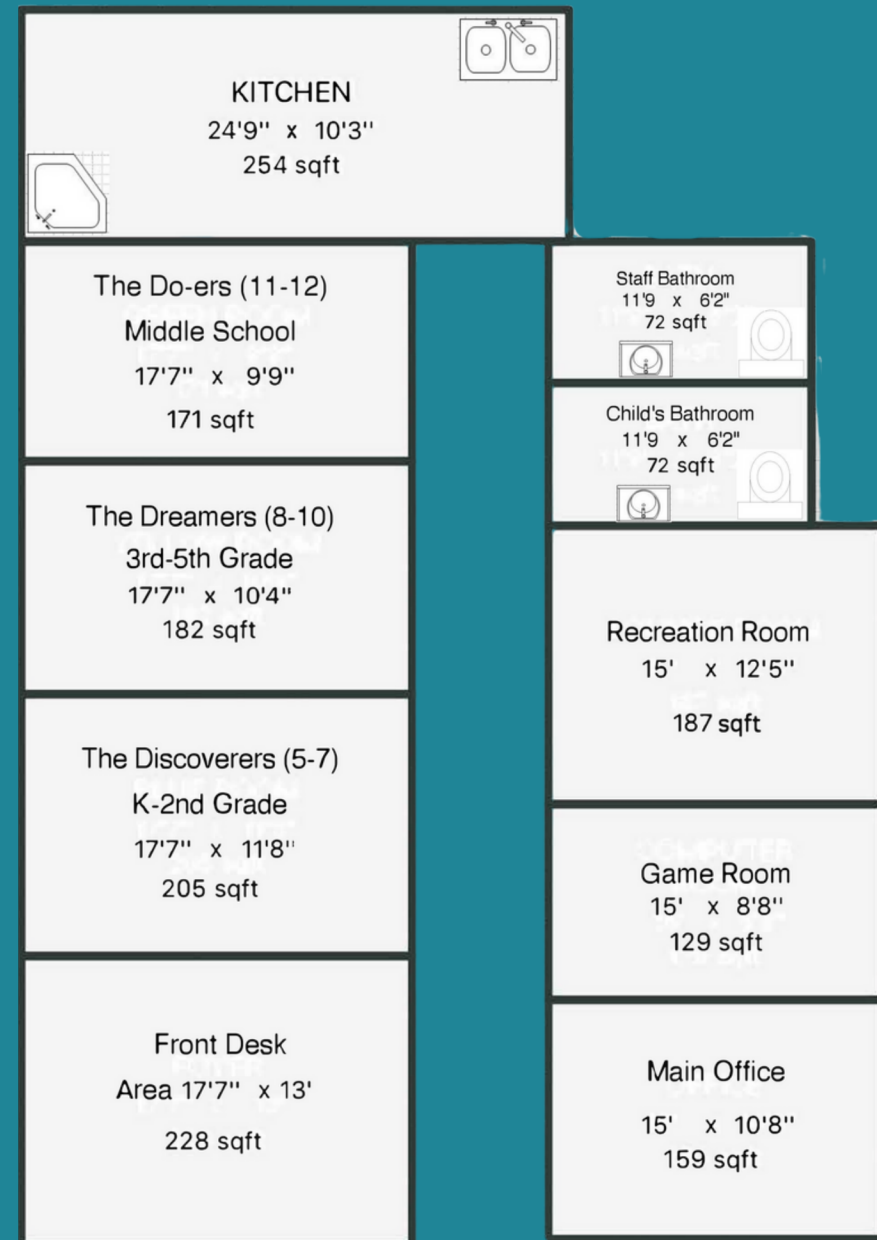 KITCHEN
24'9" x 10'3"
254 sqft
The Do-ers (11-12)
Middle School
17'7" x 9'9"
171 sqft
The Dreamers (8-10)
3rd-5th Grade
17'7" x 10'4"
182 sqft
The Discoverers (5-7)
K-2nd Grade
17'7" x 11'8"
205 sqft
Front Desk
Area 17'7" x 13'
228 sqft
Staff Bathroom
11'9 x 6'2"
72 sqft
Child's Bathroom
11'9 x 6'2"
72 sqft
Recreation Room
15' x 12'5"
187 sqft
Game Room
15' x 8'8"
129 sqft
Main Office
15' x 10'8"
159 sqft